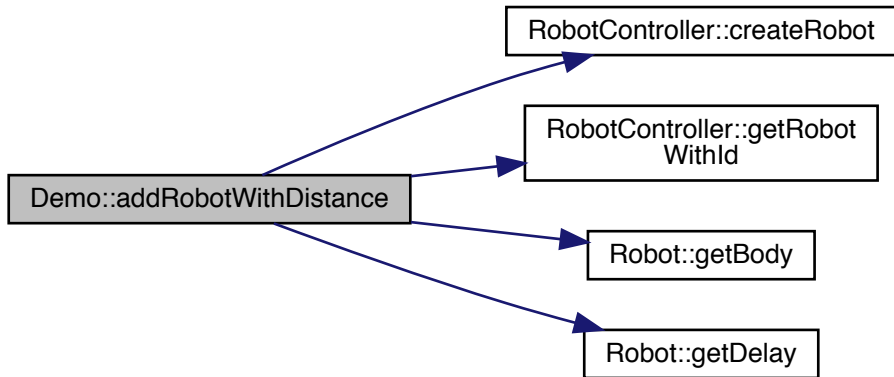 RobotController::createRobot
RobotController::getRobot
WithId
Demo::addRobotWithDistance
Robot::getBody
Robot::getDelay